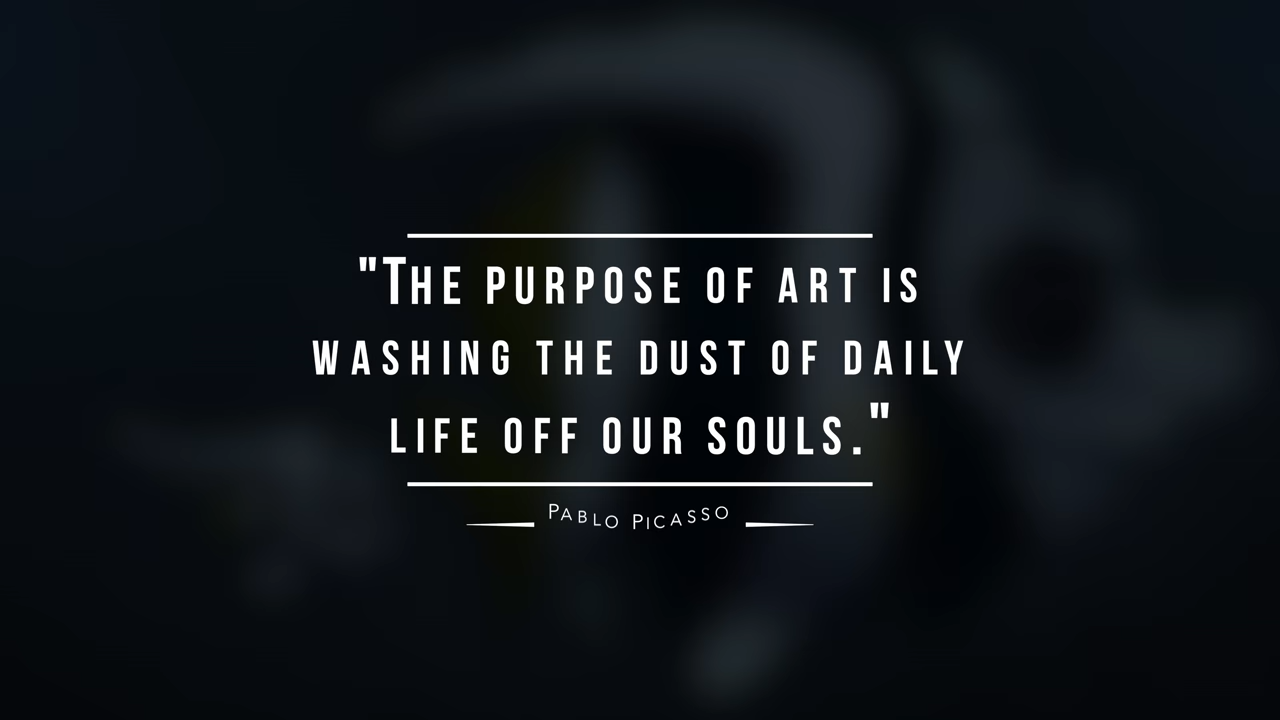 "The purpose of art is
washing the dust of daily
life off our souls."
Pablo Picasso